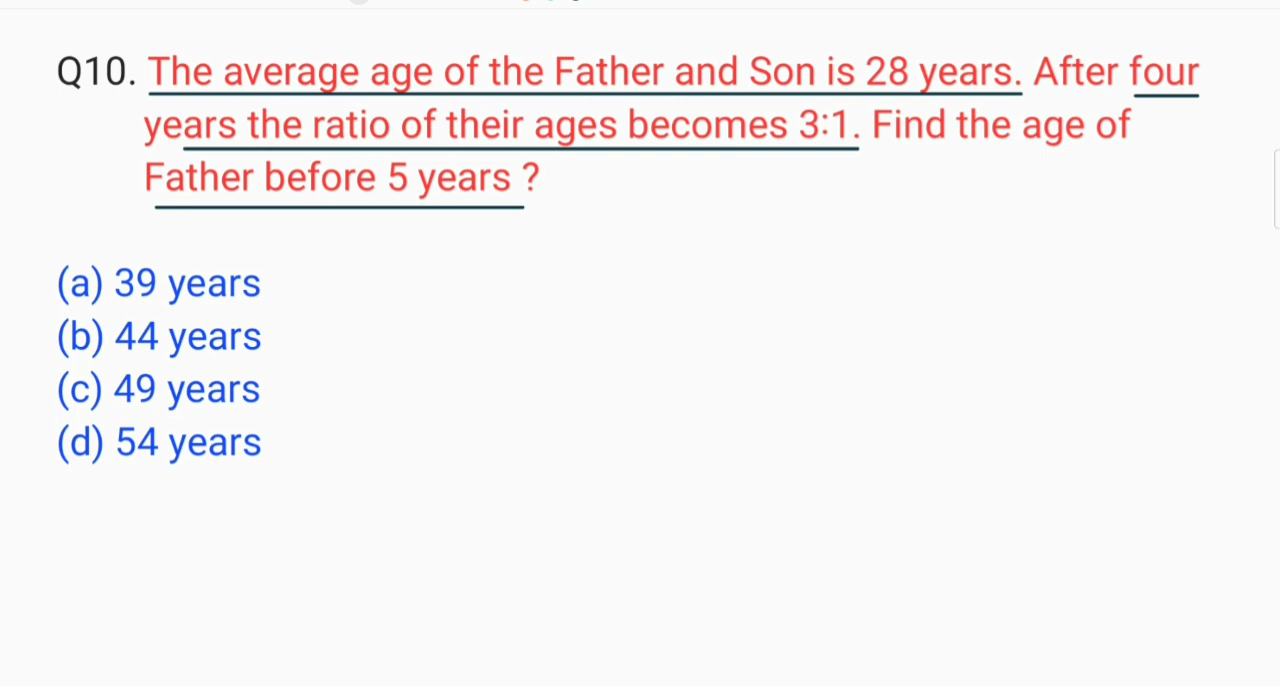 Q10. The average age of the Father and Son is 28 years. After four
years the ratio of their ages becomes 3:1. Find the age of
Father before 5 years ?
(a) 39 years
(b) 44 years
(c) 49 years
(d) 54 years